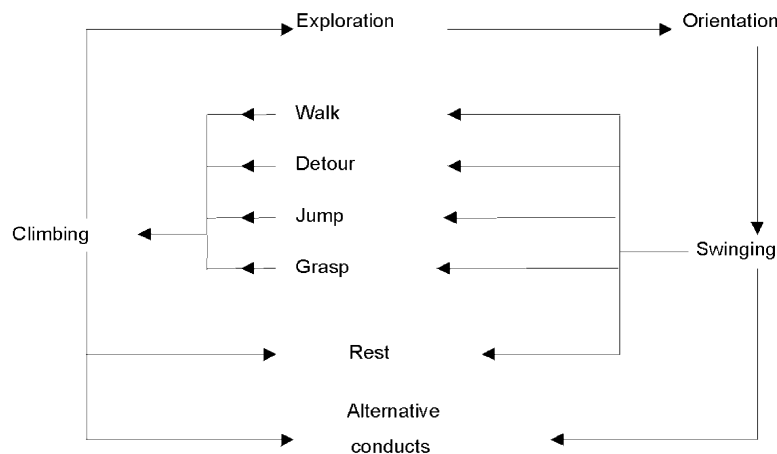 Exploration
Orientation
Walk
Detour
Jump
Climbing
Swinging
Grasp
Rest
Alternative
conducts